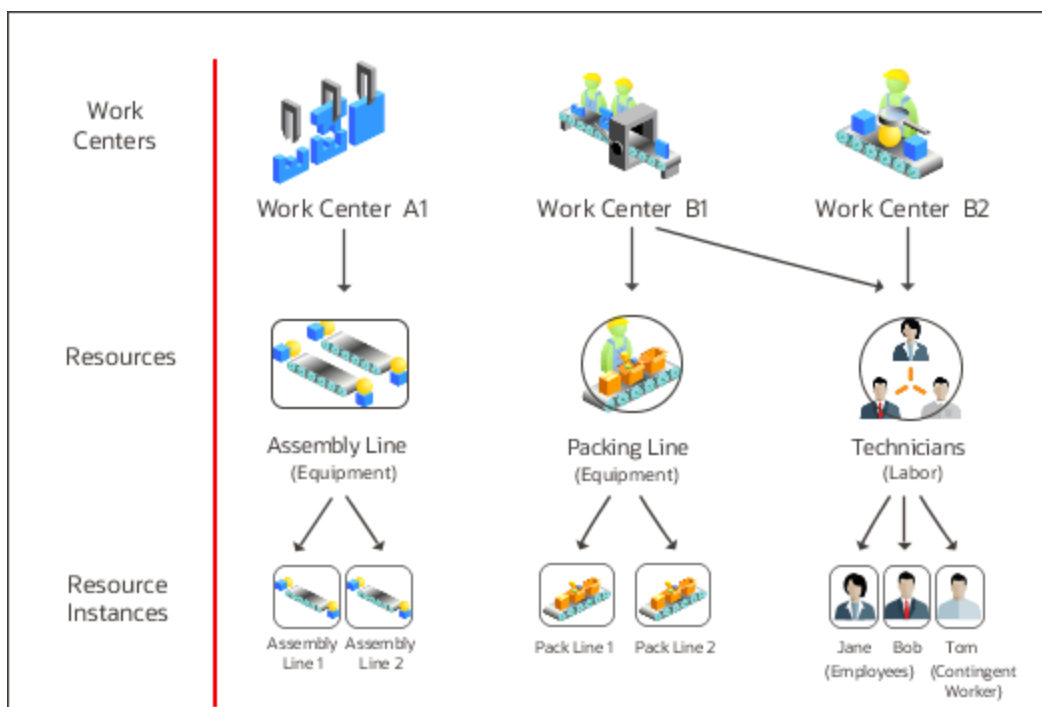 Work
Centers
Work Center A1
Work Center B1
Work Center B2
Resources
Assembly Line
(Equipment)
Packing Line
(Equipment)
Technicians
(Labor)
Resource
Instances
Assembly
Line 1
Assembly
Line 2
Pack Line 1
Pack Line 2
Jane
Bob
(Employees)
Tom
(Contingent
Worker)